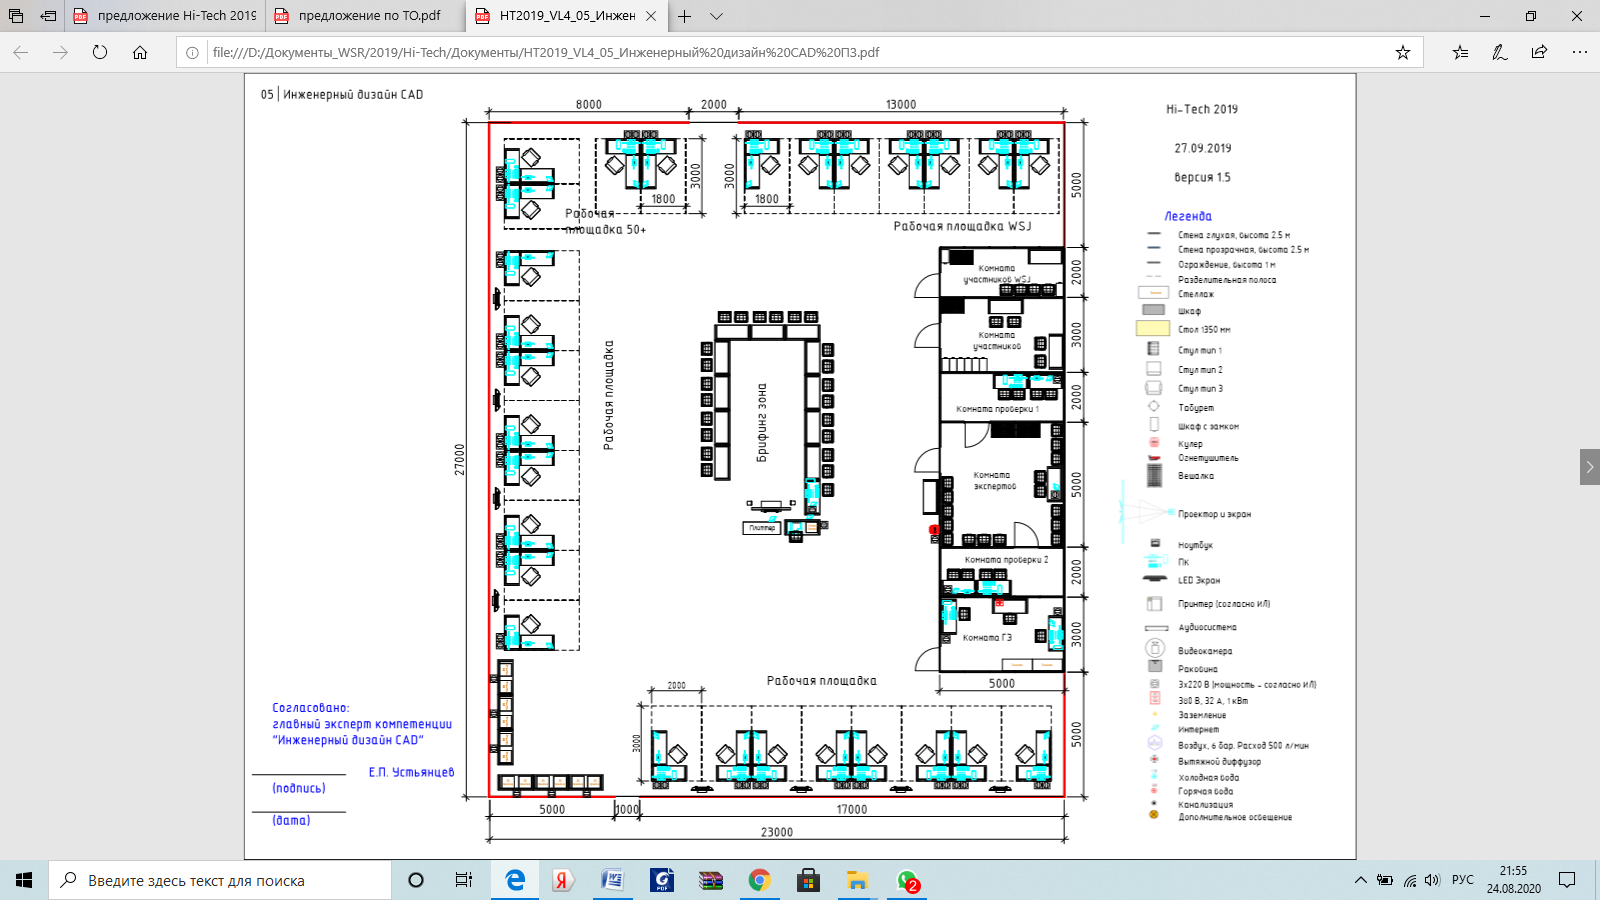 предложение Hi-Tech 2019
предложение по ТО.pdf
HT2019_VL4_05_Инжен
file:///D:/Документы_WSR/2019/Hi-Tech/Документы/HT2019_VL4_05_Инженерный%20дизайн%20CAD%20ПЗ.pdf
05 | Инженерный дизайн CAD
8000
2000
13000
Hi-Tech 2019
27.09.2019
версия 1.5
3000
1800
3000
1800
5000
Рабочая
площадка 50+
Рабочая площадка WSJ
Легенда
Стена глухая, высота 2.5 м
Стена прозрачная, высота 2.5 м
Ограждение, высота 1 м
Разделительная полоса
Стеллаж
Шкаф
Стол 1350 мм
Стул тип 1
Стул тип 2
Стул тип 3
Табурет
Шкаф с замком
Кулер
Огнетушитель
Вешалка
Проектор и экран
Ноутбук
ПК
LED Экран
Принтер (согласно ИЛ)
Аудиосистема
Видеокамера
Раковина
3х220 В (мощность - согласно ИЛ)
380 В, 32 А, 1 кВт
Заземление
Интернет
Воздух, 6 бар. Расход 500 л/мин
Вытяжной диффузор
Холодная вода
Горячая вода
Канализация
Дополнительное освещение
Комната
участников WSJ
2000
Комната
участников
3000
Комната проверки 1
2000
Комната
экспертов
5000
Комната проверки 2
2000
Комната ГЭ
3000
5000
5000
Рабочая площадка
Брифинг зона
Плоттер
27000
Рабочая площадка
2000
3000
Согласовано:
главный эксперт компетенции
"Инженерный дизайн CAD"
Е.П. Устьянцев
(подпись)
(дата)
5000
1000
17000
23000
Введите здесь текст для поиска
Я
W
PDF
2
РУС
21:55
24.08.2020